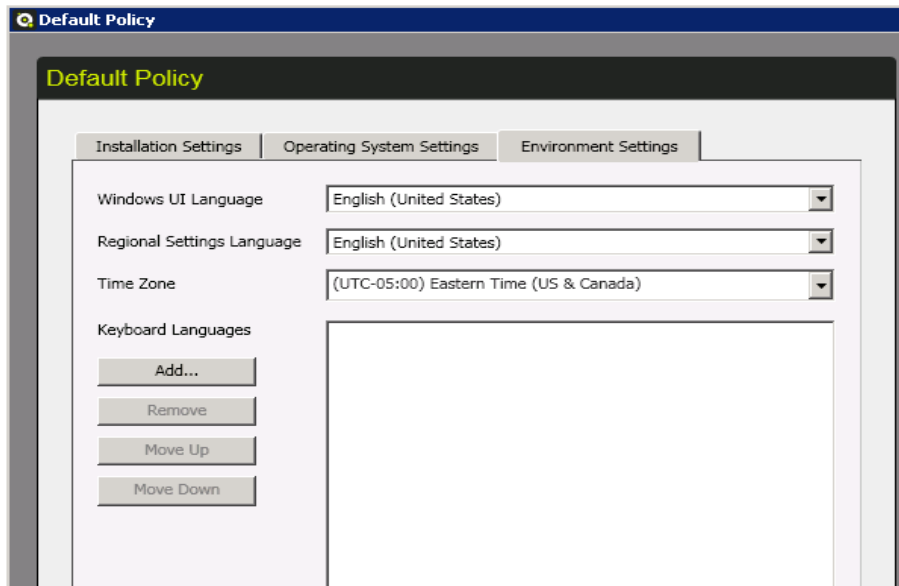 Default Policy
Default Policy
Installation Settings
Operating System Settings
Environment Settings
Windows UI Language
English (United States)
Regional Settings Language
English (United States)
Time Zone
(UTC-05:00) Eastern Time (US & Canada)
Keyboard Languages
Add...
Remove
Move Up
Move Down